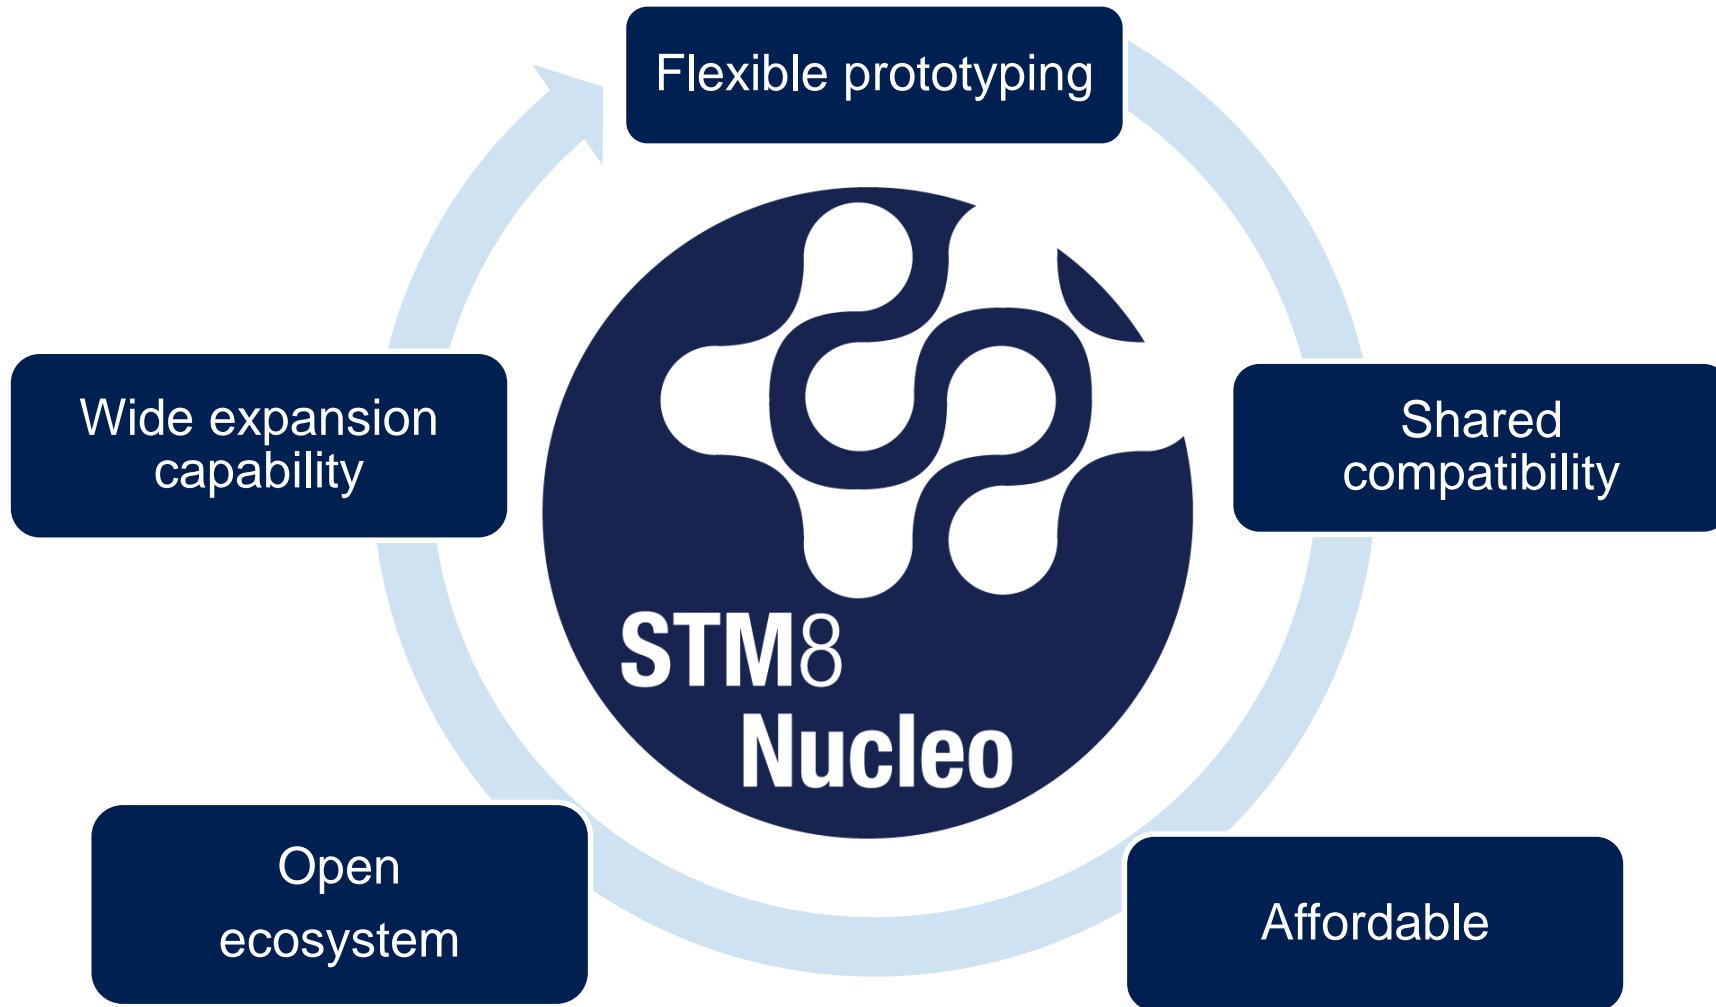 Flexible prototyping
Wide expansion
capability
Shared
compatibility
STM8
Nucleo
Open
ecosystem
Affordable